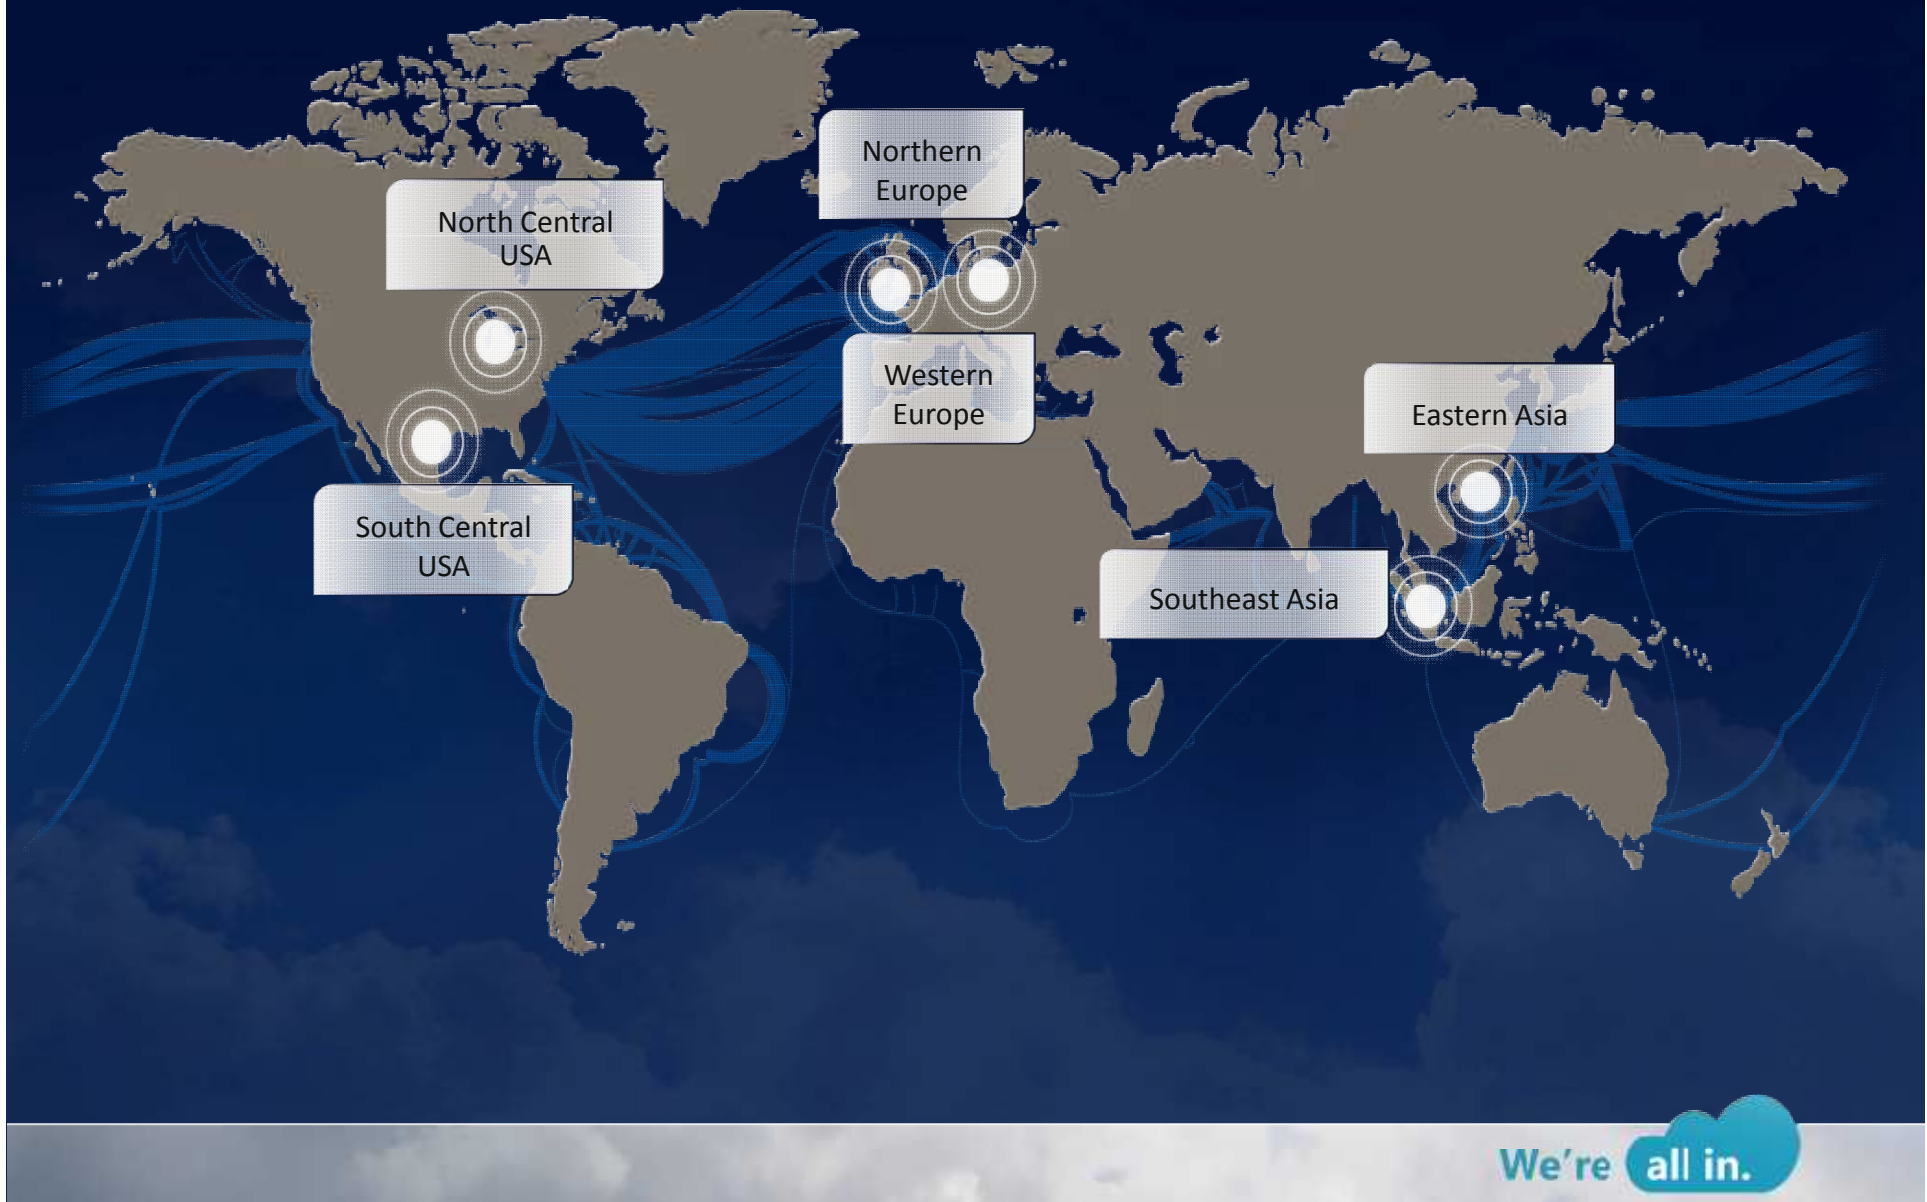 Northern
Europe
North Central
USA
Western
Europe
Eastern Asia
South Central
USA
Southeast Asia
We're all in.